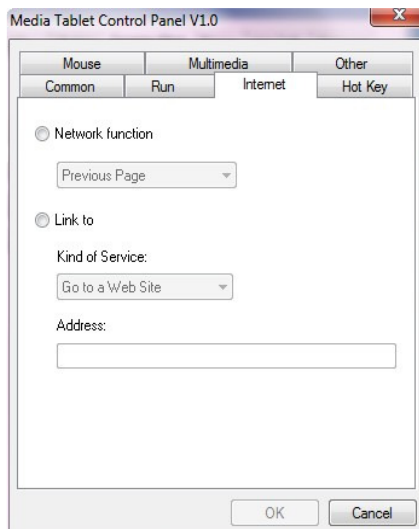 Media Tablet Control Panel V1.0
Mouse Multimedia Other
Common Run Internet Hot Key
Network function
Previous Page
Link to
Kind of Service:
Go to a Web Site
Address:
OK Cancel